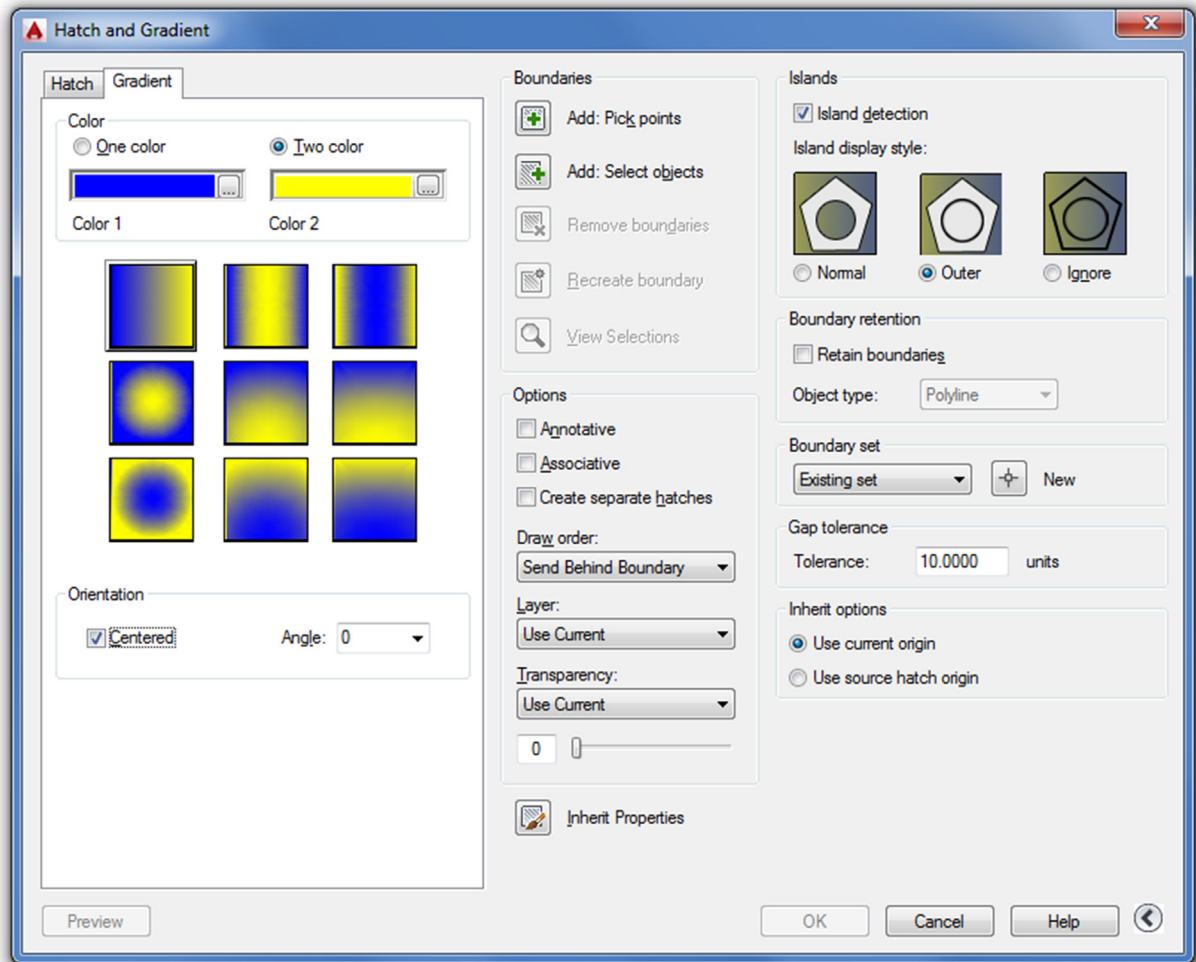 Hatch and Gradient
Hatch
Gradient
Color
One color
Two color
...
...
Color 1
Color 2
Orientation
Centered
Angle:
0
Boundaries
Add: Pick points
Add: Select objects
Remove boundaries
Recreate boundary
View Selections
Options
Annotative
Associative
Create separate hatches
Draw order:
Send Behind Boundary
Layer:
Use Current
Transparency:
Use Current
0
Inherit Properties
Islands
Island detection
Island display style:
Normal
Outer
Ignore
Boundary retention
Retain boundaries
Object type:
Polyline
Boundary set
Existing set
New
Gap tolerance
Tolerance:
10.0000
units
Inherit options
Use current origin
Use source hatch origin
Preview
OK
Cancel
Help